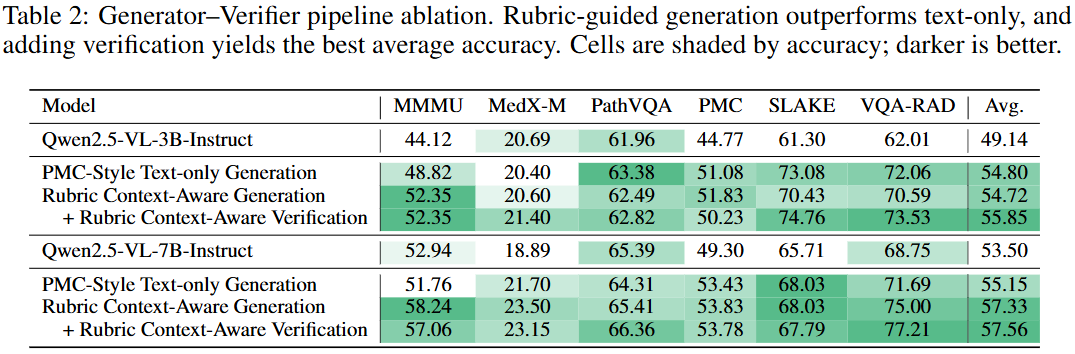 Table 2: Generator–Verifier pipeline ablation. Rubric-guided generation outperforms text-only, and
adding verification yields the best average accuracy. Cells are shaded by accuracy; darker is better.
Model MMMU MedX-M PathVQA PMC SLAKE VQA-RAD Avg.
Qwen2.5-VL-3B-Instruct 44.12 20.69 61.96 44.77 61.30 62.01 49.14
PMC-Style Text-only Generation 48.82 20.40 63.38 51.08 73.08 72.06 54.80
Rubric Context-Aware Generation 52.35 20.60 62.49 51.83 70.43 70.59 54.72
+ Rubric Context-Aware Verification 52.35 21.40 62.82 50.23 74.76 73.53 55.85
Qwen2.5-VL-7B-Instruct 52.94 18.89 65.39 49.30 65.71 68.75 53.50
PMC-Style Text-only Generation 51.76 21.70 64.31 53.43 68.03 71.69 55.15
Rubric Context-Aware Generation 58.24 23.50 65.41 53.83 68.03 75.00 57.33
+ Rubric Context-Aware Verification 57.06 23.15 66.36 53.78 67.79 77.21 57.56